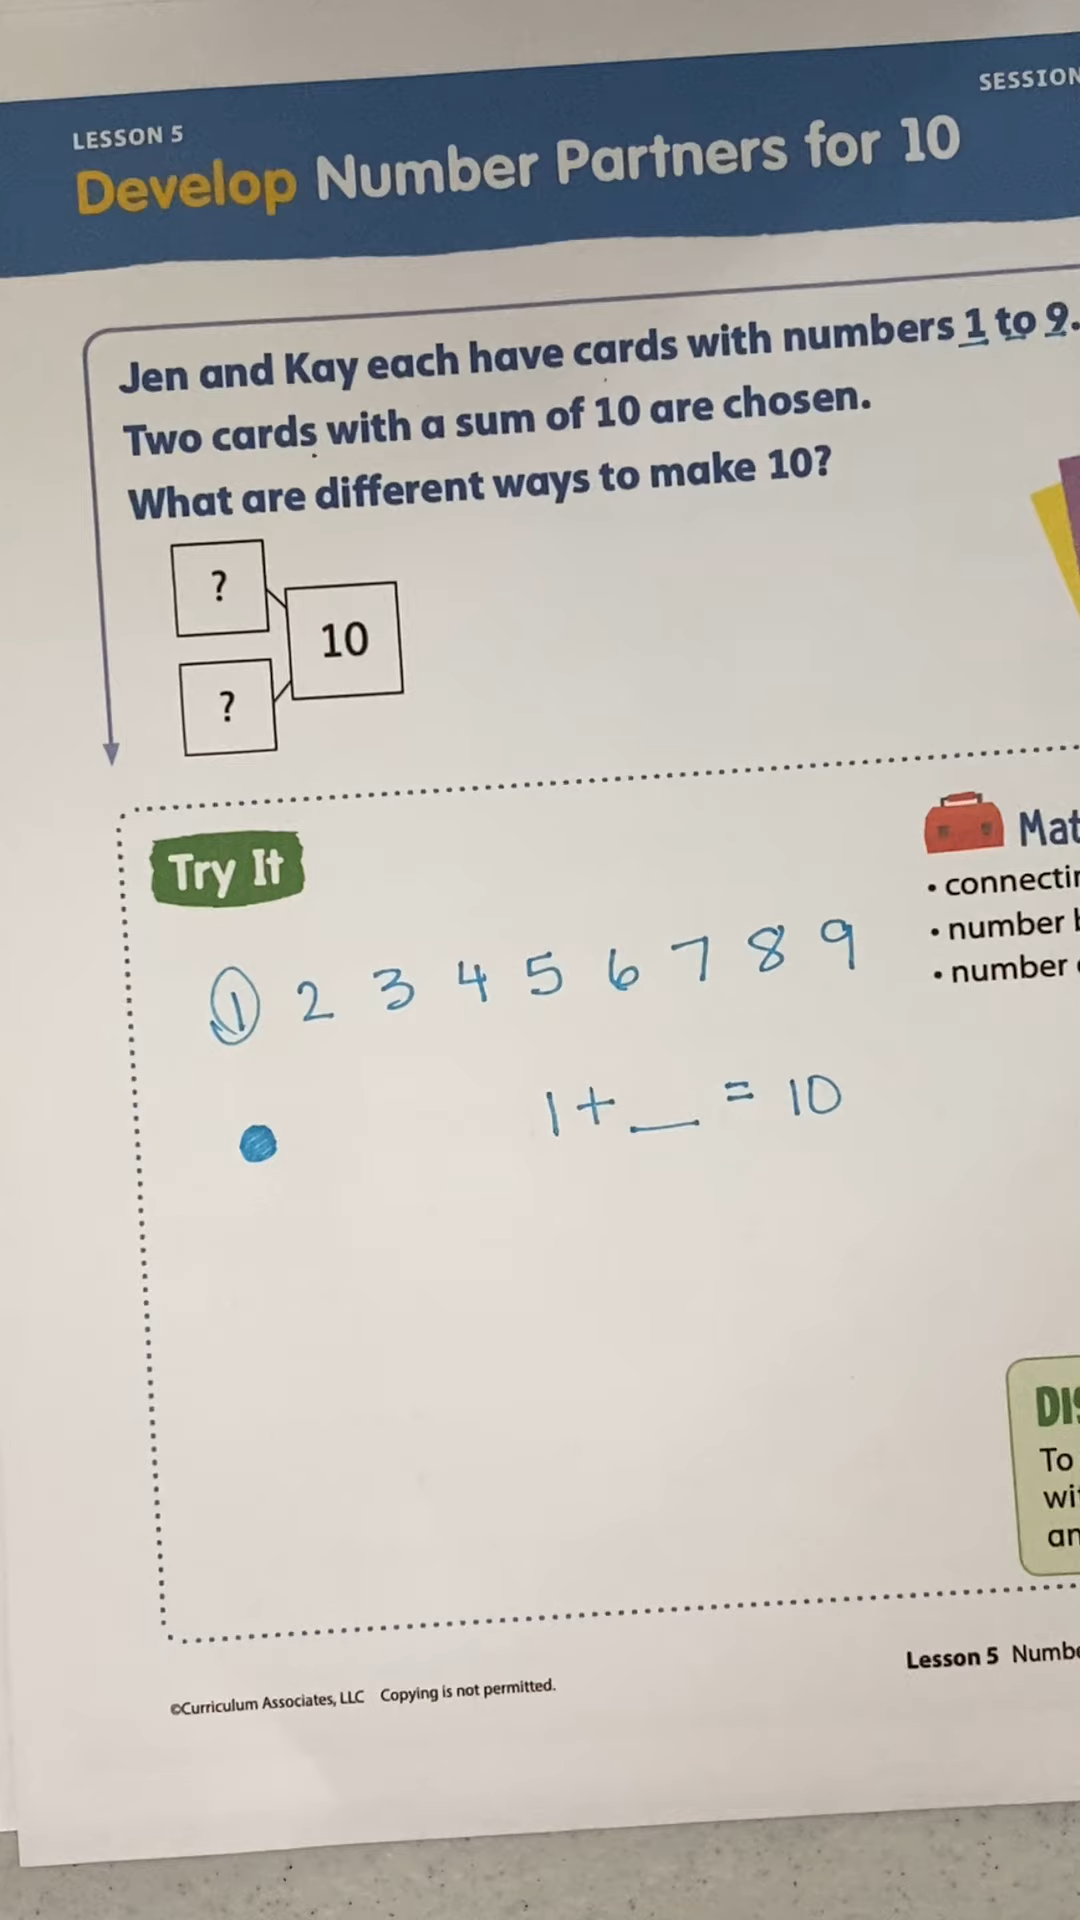 SESSION
LESSON 5
Develop Number Partners for 10
Jen and Kay each have cards with numbers 1 to 9.
Two cards with a sum of 10 are chosen.
What are different ways to make 10?
?
10
?
Try It
1 2 3 4 5 6 7 8 9
1 + __ = 10
• number
• number
To
Lesson 5
©Curriculum Associates, LLC Copying is not permitted.